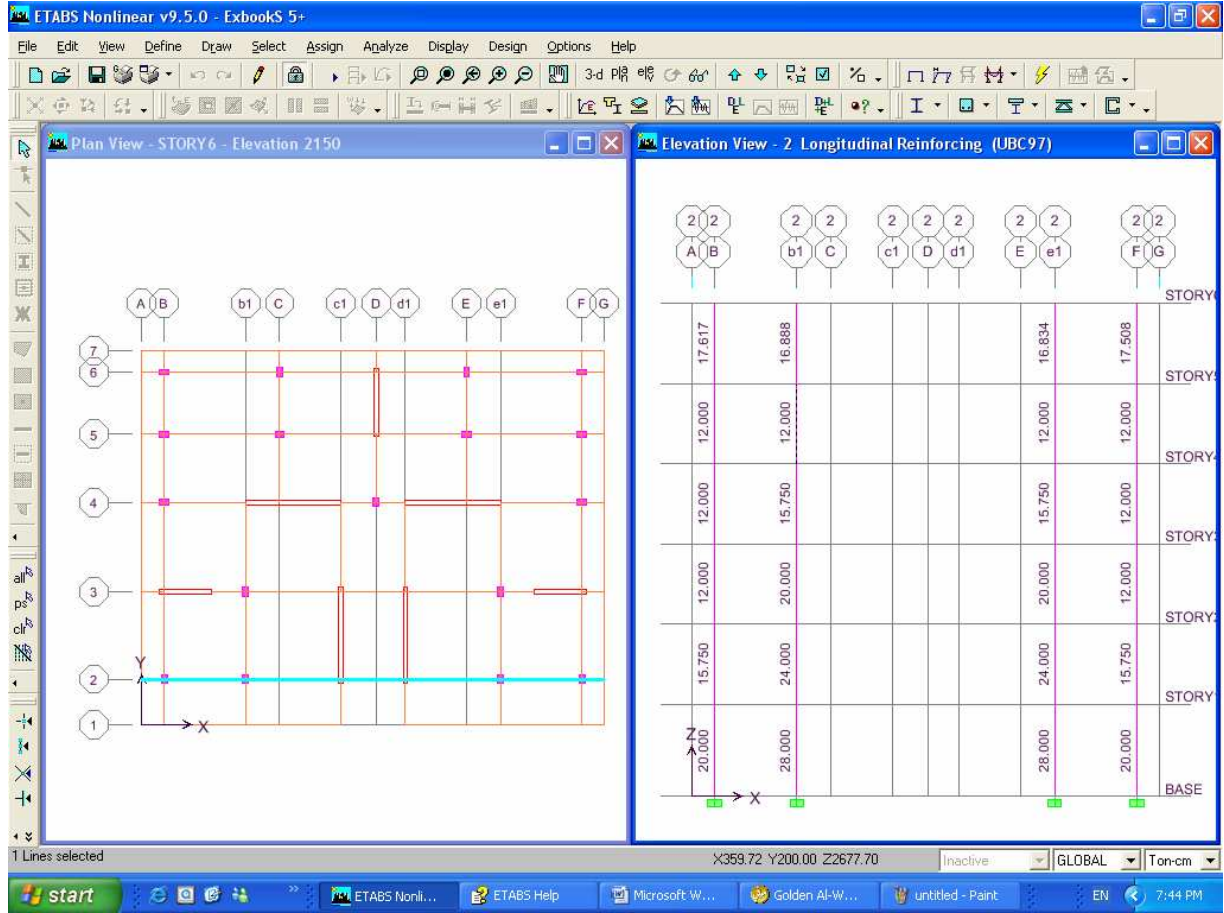 ETABS Nonlinear v9.5.0 - ExbookS 5+
File Edit View Define Draw Select Assign Analyze Display Design Options Help
3-d
all
ps
clr
Plan View - STORY6 - Elevation 2150
A B b1 C c1 D d1 E e1 F G
7
6
5
4
3
2
1
Y
X
Elevation View - 2 Longitudinal Reinforcing (UBC97)
2 2 2 2 2 2 2 2 2 2 2
A B b1 C c1 D d1 E e1 F G
STORY
17.617 16.888 16.834 17.508
STORY
12.000 12.000 12.000 12.000
STORY
12.000 15.750 15.750 12.000
STORY
12.000 20.000 20.000 12.000
STORY
15.750 24.000 24.000 15.750
STORY
20.000 28.000 28.000 20.000
Z
X
BASE
1 Lines selected
X359.72 Y200.00 Z2677.70
Inactive
GLOBAL
Ton-cm
start
ETABS Nonli...
ETABS Help
Microsoft W...
Golden Al-W...
untitled - Paint
EN
7:44 PM